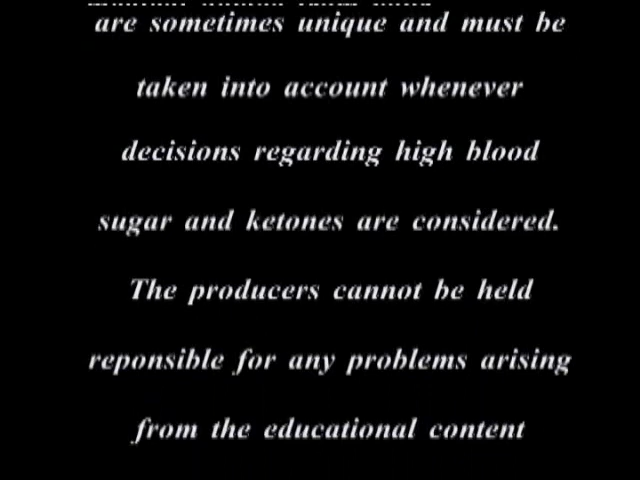 are sometimes unique and must be
taken into account whenever
decisions regarding high blood
sugar and ketones are considered.
The producers cannot be held
reponsible for any problems arising
from the educational content